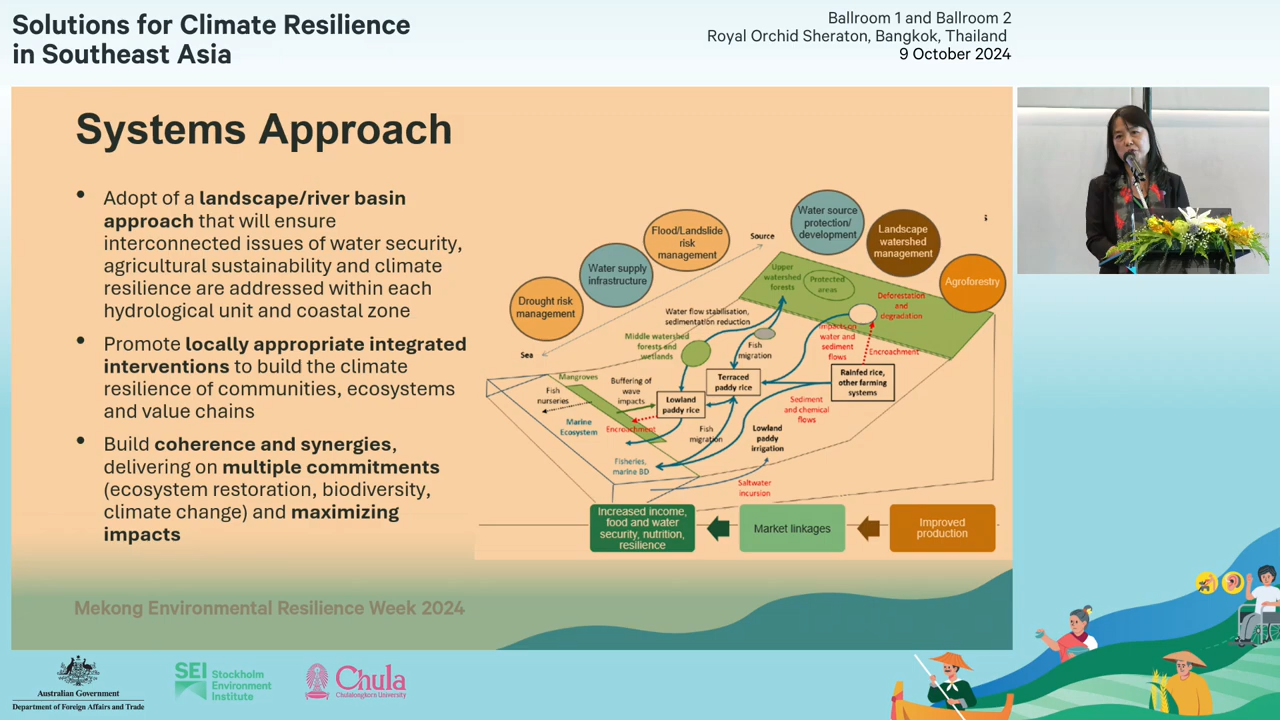 Solutions for Climate Resilience
in Southeast Asia
Ballroom 1 and Ballroom 2
Royal Orchid Sheraton, Bangkok, Thailand
9 October 2024
Systems Approach
• Adopt of a landscape/river basin
approach that will ensure
interconnected issues of water security,
agricultural sustainability and climate
resilience are addressed within each
hydrological unit and coastal zone
• Promote locally appropriate integrated
interventions to build the climate
resilience of communities, ecosystems
and value chains
• Build coherence and synergies,
delivering on multiple commitments
(ecosystem restoration, biodiversity,
climate change) and maximizing
impacts
Drought risk
management
Water supply
infrastructure
Flood/Landslide
risk
management
Source
Water source
protection/
development
Landscape
watershed
management
Agroforestry
s
Upper
watershed
forests
Protected
areas
Deforestation
and
degradation
Water flow stabilisation,
sedimentation reduction
Impacts on
water and
sediment
flows
Encroachment
Middle watershed
forests and
wetlands
Fish
migration
Sea
Mangroves
Fish
nurseries
Buffering of
wave
impacts
Lowland
paddy rice
Terraced
paddy rice
Rainfed rice,
other farming
systems
Marine
Ecosystem
Encroachment
Fish
migration
Sediment
and chemical
flows
Lowland
paddy
irrigation
Fisheries,
marine BD
Saltwater
incursion
Increased income,
food and water
security, nutrition,
resilience
Market linkages
Improved
production
Mekong Environmental Resilience Week 2024
Australian Government
Department of Foreign Affairs and Trade
SEI Stockholm
Environment
Institute
Chula
Chulalongkorn University